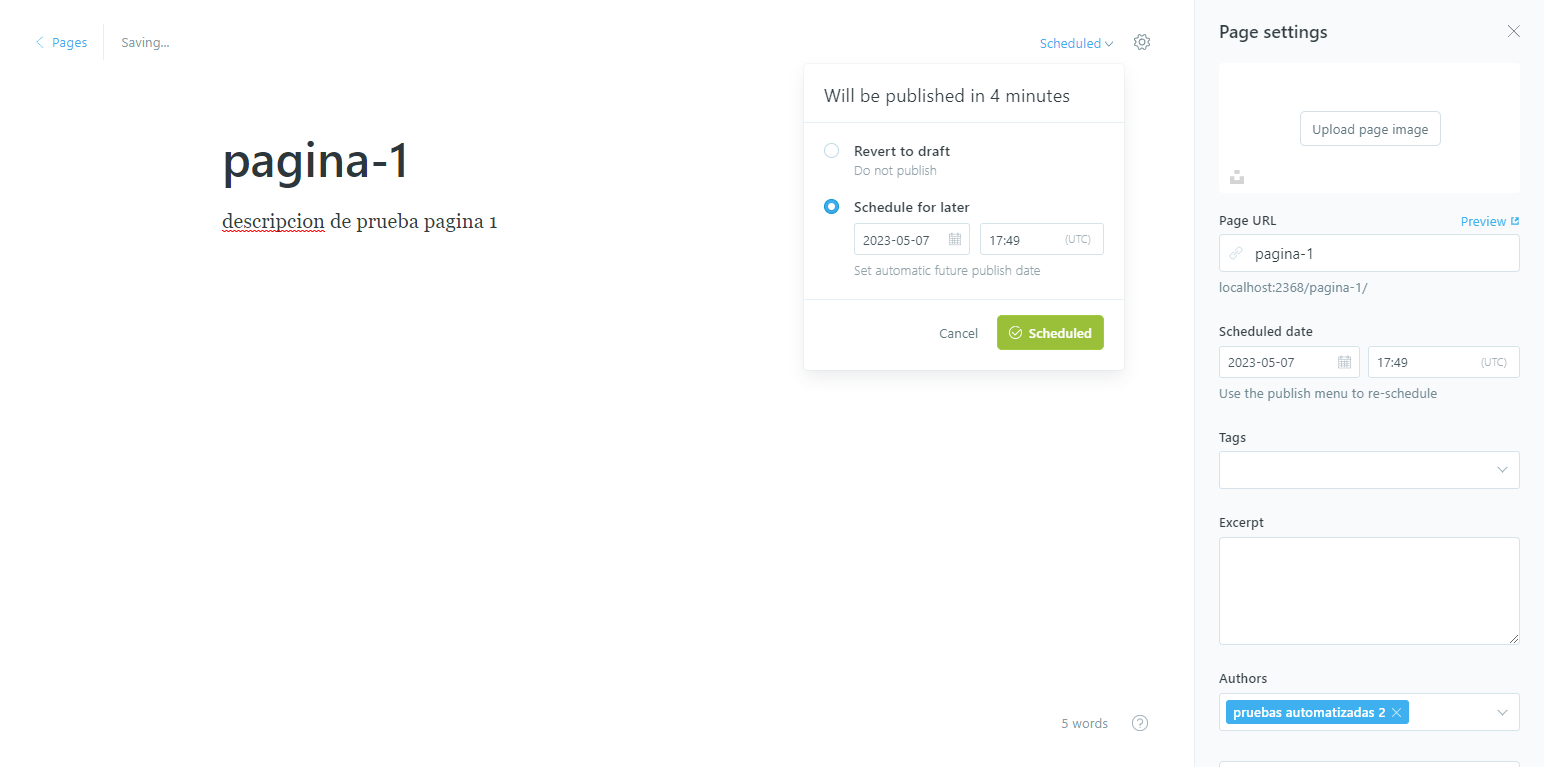 Pages
Saving...
Scheduled
Will be published in 4 minutes
Revert to draft
Do not publish
Schedule for later
2023-05-07
17:49 (UTC)
Set automatic future publish date
Cancel
Scheduled
pagina-1
descripcion de prueba pagina 1
5 words
?
Page settings
Upload page image
Page URL
Preview
pagina-1
localhost:2368/pagina-1/
Scheduled date
2023-05-07
17:49 (UTC)
Use the publish menu to re-schedule
Tags
Excerpt
Authors
pruebas automatizadas 2